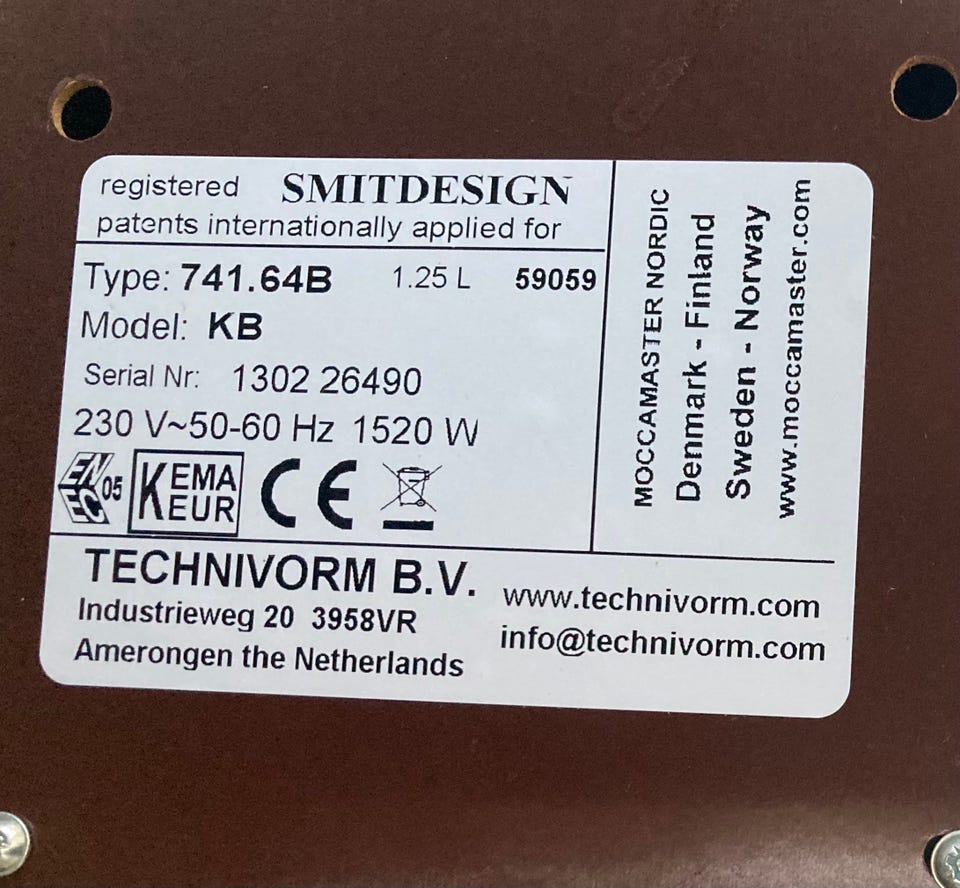 registered SMITDESIGN
patents internationally applied for
Type: 741.64B 1.25 L 59059
Model: KB
Serial Nr: 1302 26490
230 V~50-60 Hz 1520 W
ENEC 05 KEMA KEUR CE
MOCCAMASTER NORDIC
Denmark - Finland
Sweden - Norway
www.moccamaster.com
TECHNIVORM B.V.
Industrieweg 20 3958VR
Amerongen the Netherlands
www.technivorm.com
info@technivorm.com